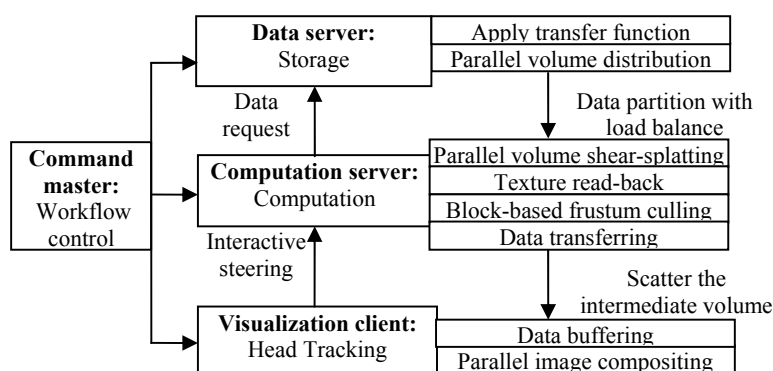 Data server:
Storage
Apply transfer function
Parallel volume distribution
Data
request
Data partition with
load balance
Command
master:
Workflow
control
Computation server:
Computation
Parallel volume shear-splatting
Texture read-back
Block-based frustum culling
Data transferring
Interactive
steering
Scatter the
intermediate volume
Visualization client:
Head Tracking
Data buffering
Parallel image compositing